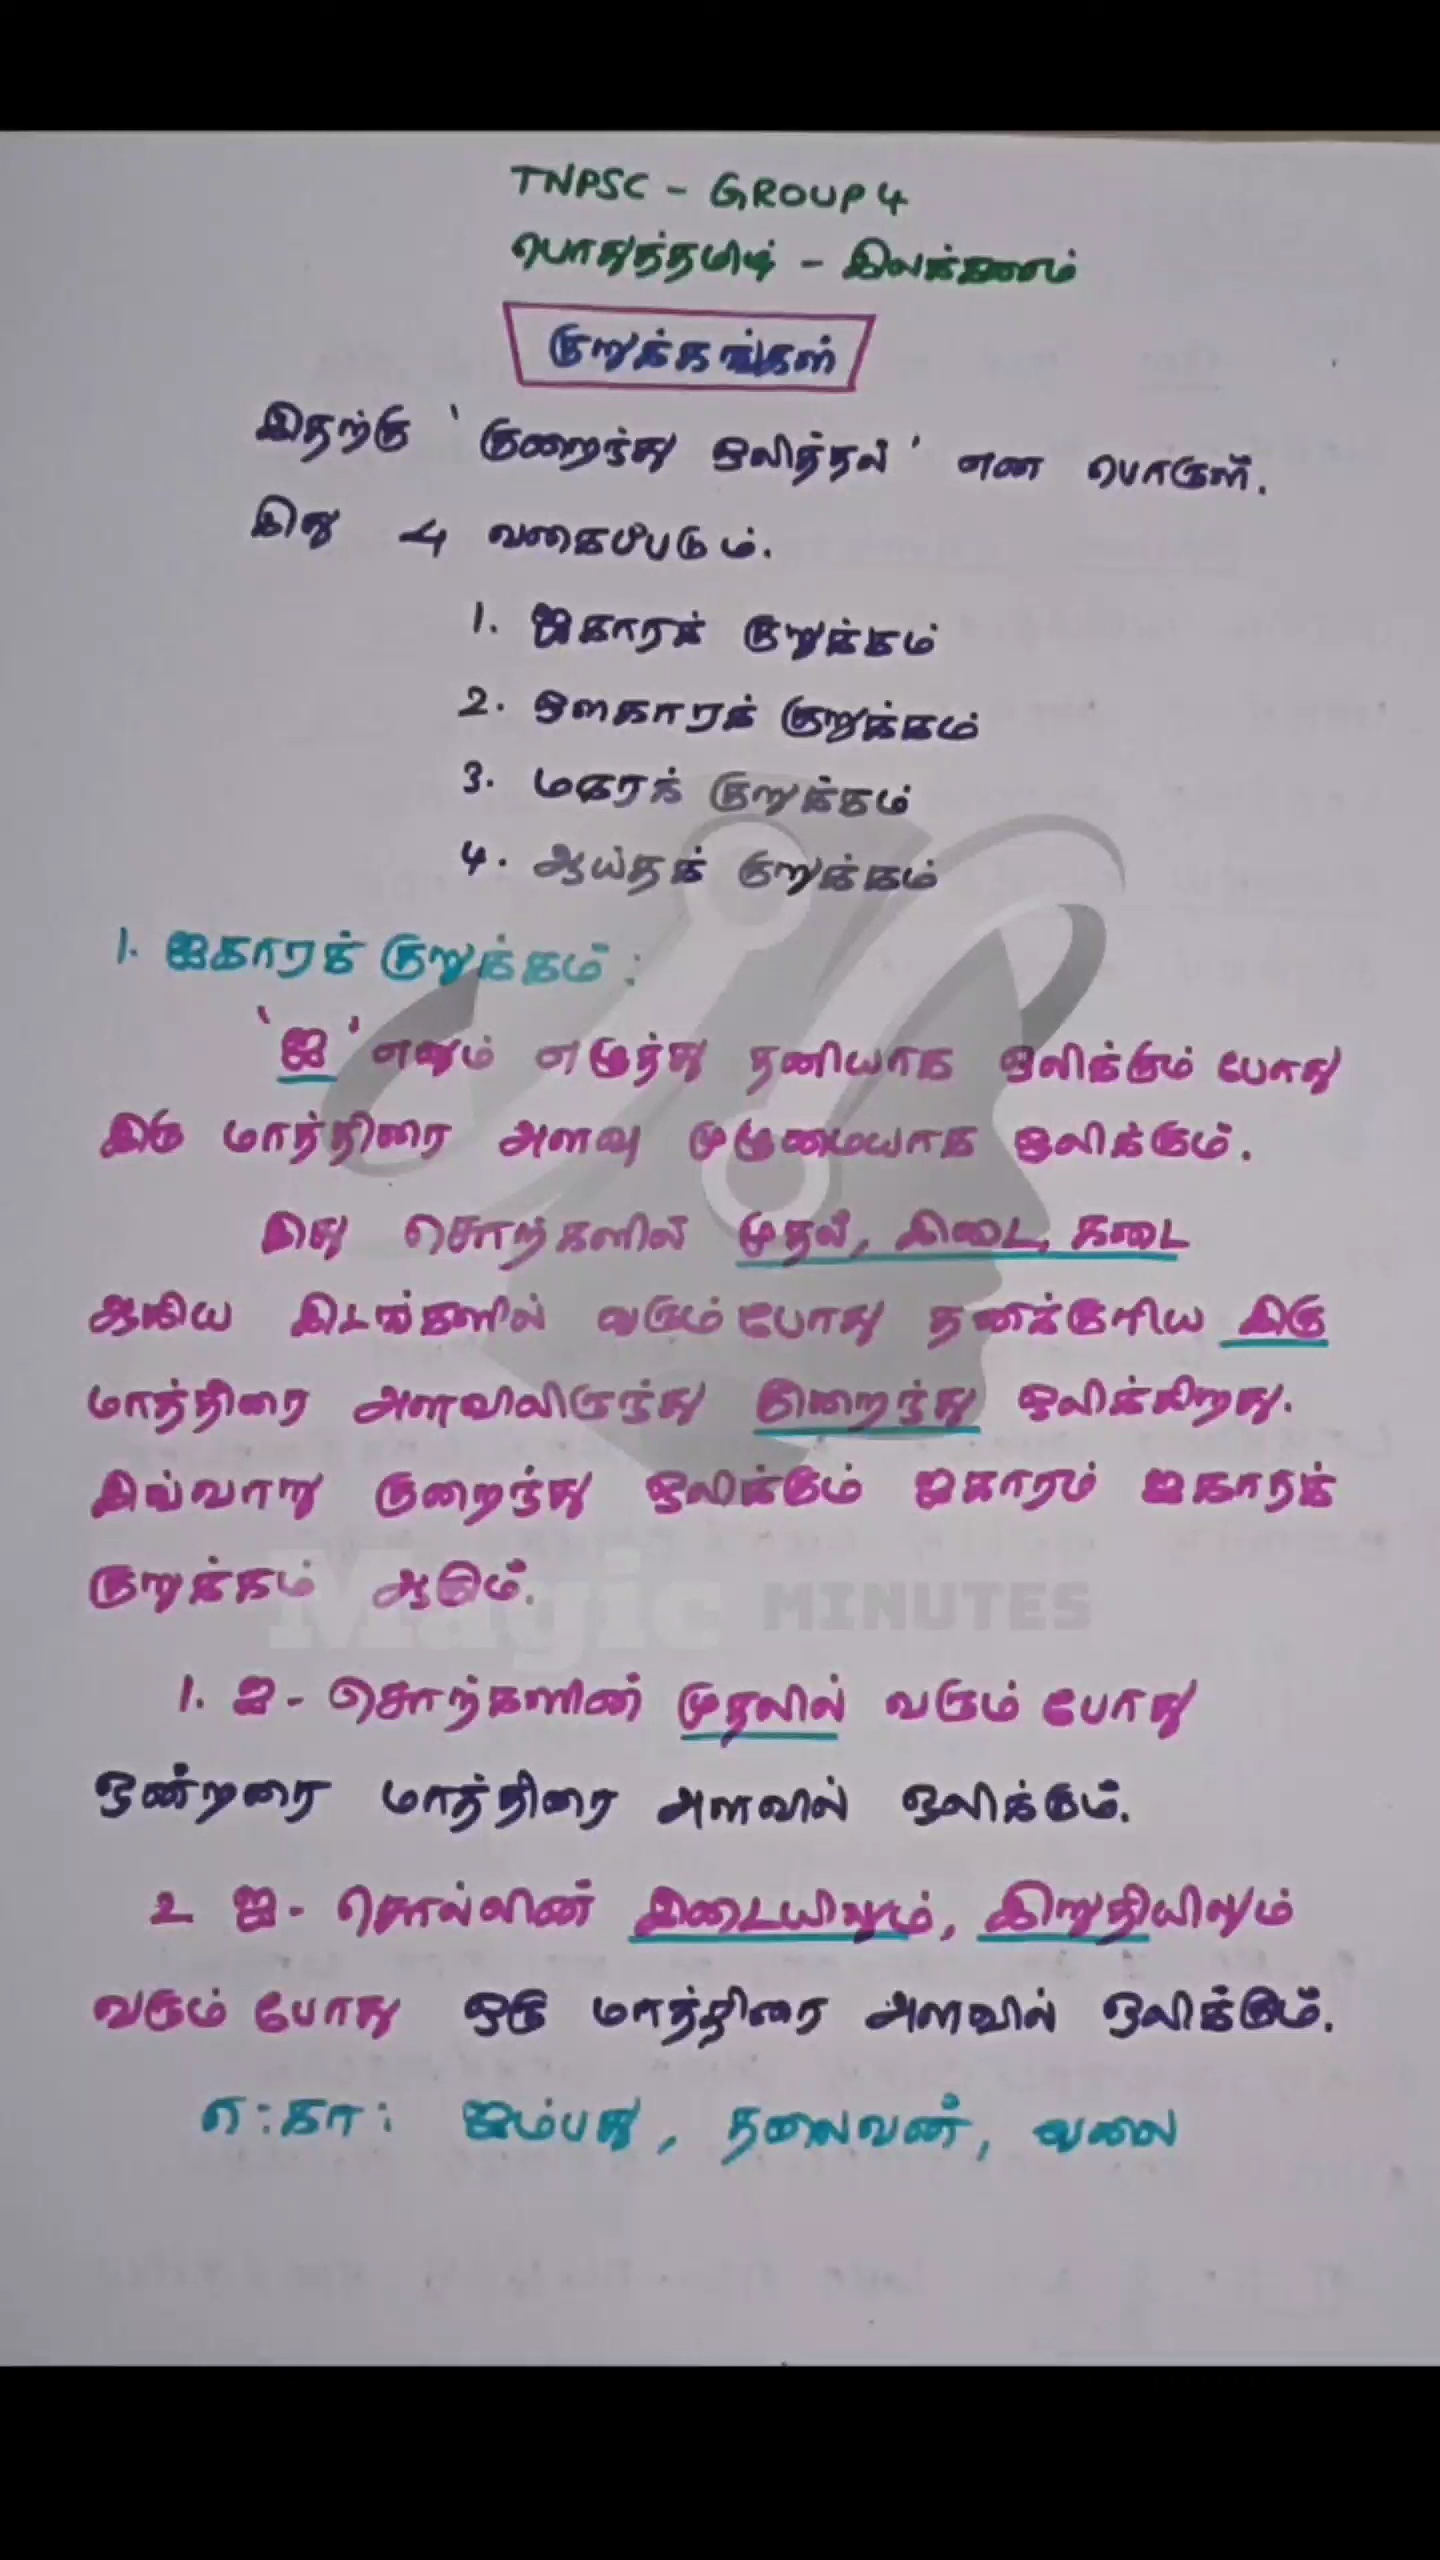 TNPSC - GROUP 4
பொதுத்தமிழ் - இலக்கணம்
குறுக்கங்கள்
இதற்கு ' குறைந்து ஒலித்தல் ' என பொருள்.
இது 4 வகைப்படும்.
1. ஐகாரக் குறுக்கம்
2. ஔகாரக் குறுக்கம்
3. மகரக் குறுக்கம்
4. ஆய்தக் குறுக்கம்
1. ஐகாரக் குறுக்கம் :
' ஐ ' எனும் எழுத்து தனியாக ஒலிக்கும் போது
இரு மாத்திரை அளவு முழுமையாக ஒலிக்கும்.
இது சொற்களில் முதல், இடை, கடை
ஆகிய இடங்களில் வரும் போது தனக்குரிய இரு
மாத்திரை அளவிலிருந்து குறைந்து ஒலிக்கிறது.
இவ்வாறு குறைந்து ஒலிக்கும் ஐகாரம் ஐகாரக்
குறுக்கம் ஆகும்.
Magic MINUTES
1. ஐ - சொற்களின் முதலில் வரும் போது
ஒன்றரை மாத்திரை அளவில் ஒலிக்கும்.
2 ஐ - சொல்லின் இடையிலும், இறுதியிலும்
வரும் போது ஒரு மாத்திரை அளவில் ஒலிக்கும்.
எ:கா: ஐம்பது, தலைவன், வலை